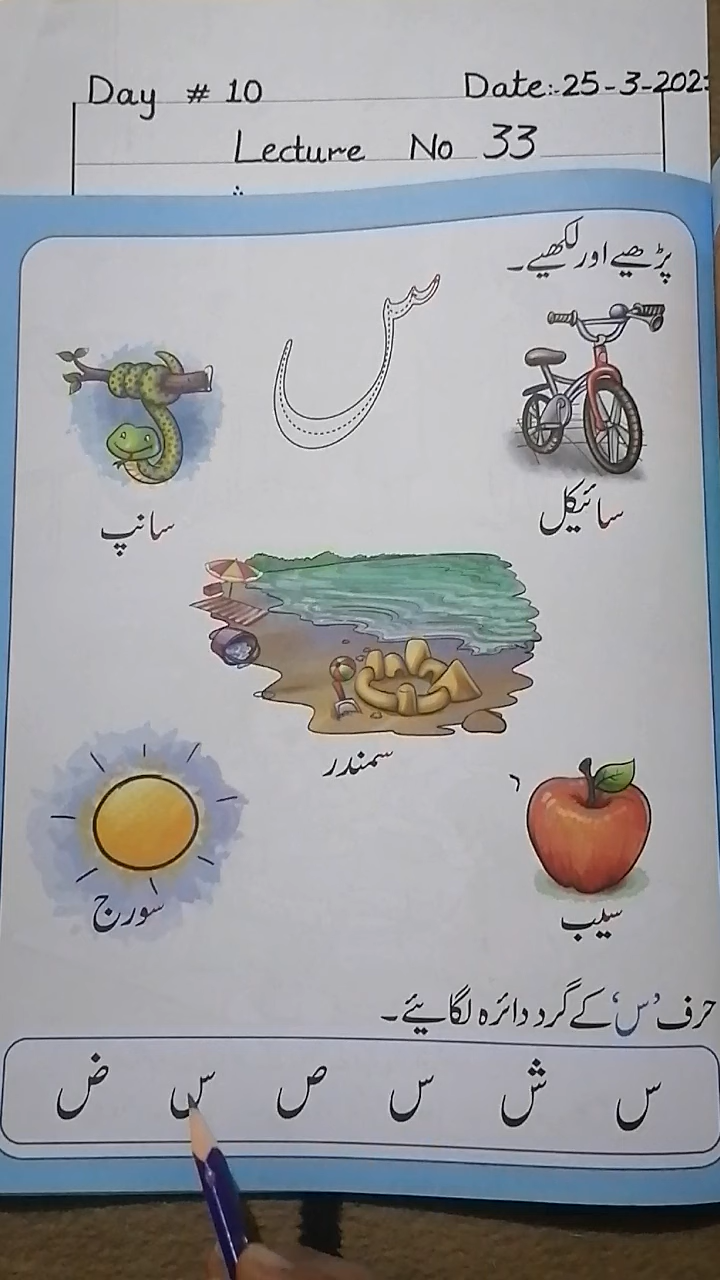 Day # 10 Date:-25-3-202
Lecture No 33
پڑھیے اور لکھیے۔
س
سانپ سائیکل
سمندر
سورج سیب
حرف 'س' کے گرد دائرہ لگائیے۔
س ش س ص س ض